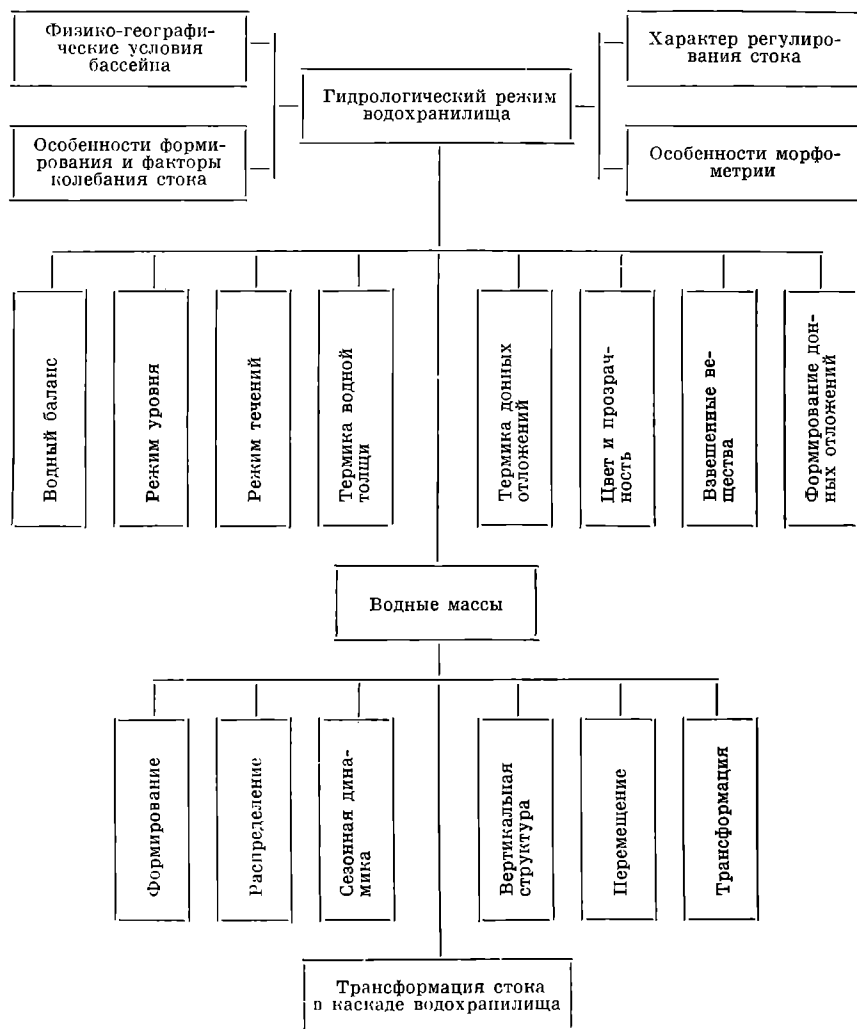 Физико-географи-
ческие условия
бассейна
Характер регулиро-
вания стока
Гидрологический режим
водохранилища
Особенности форми-
рования и факторы
колебания стока
Особенности морфо-
метрии
Водный баланс
Режим уровня
Режим течений
Термика водной
толщи
Термика донных
отложений
Цвет и прозрач-
ность
Взвешенные ве-
щества
Формирование дон-
ных отложений
Водные массы
Формирование
Распределение
Сезонная дина-
мика
Вертикальная
структура
Перемещение
Трансформация
Трансформация стока
в каскаде водохранилища